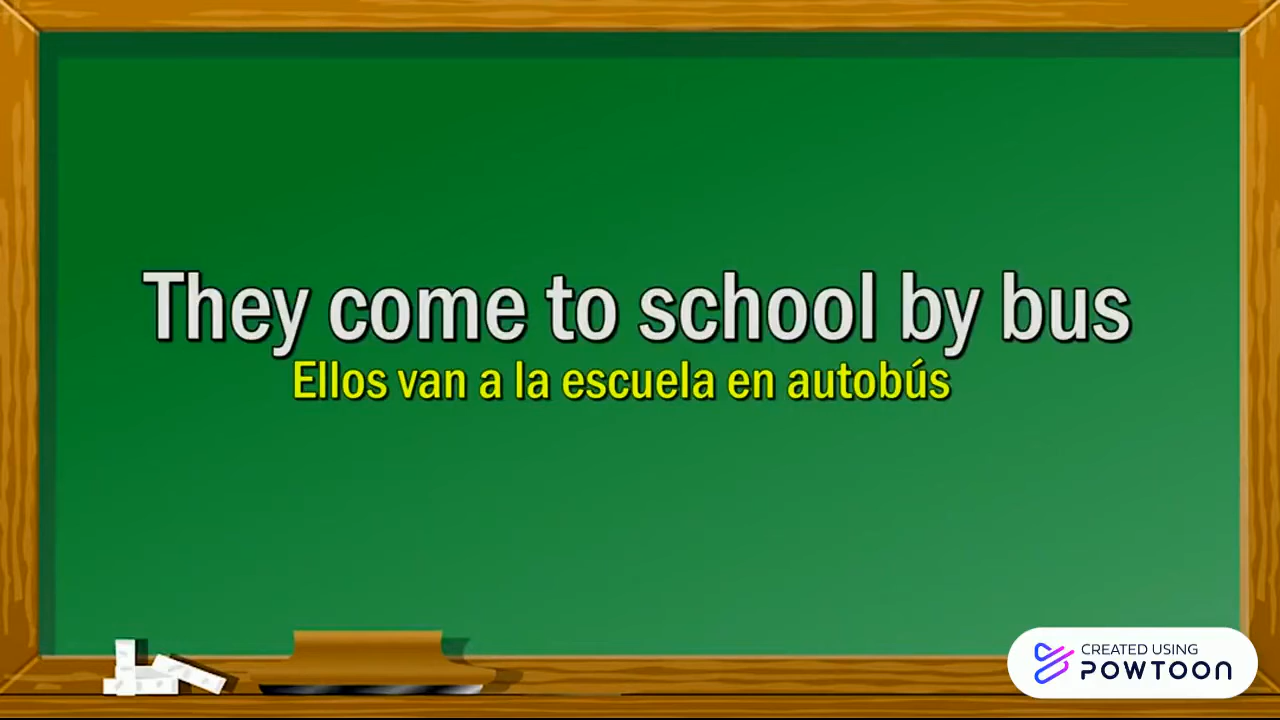 They come to school by bus
Ellos van a la escuela en autobús
CREATED USING
POWTOON